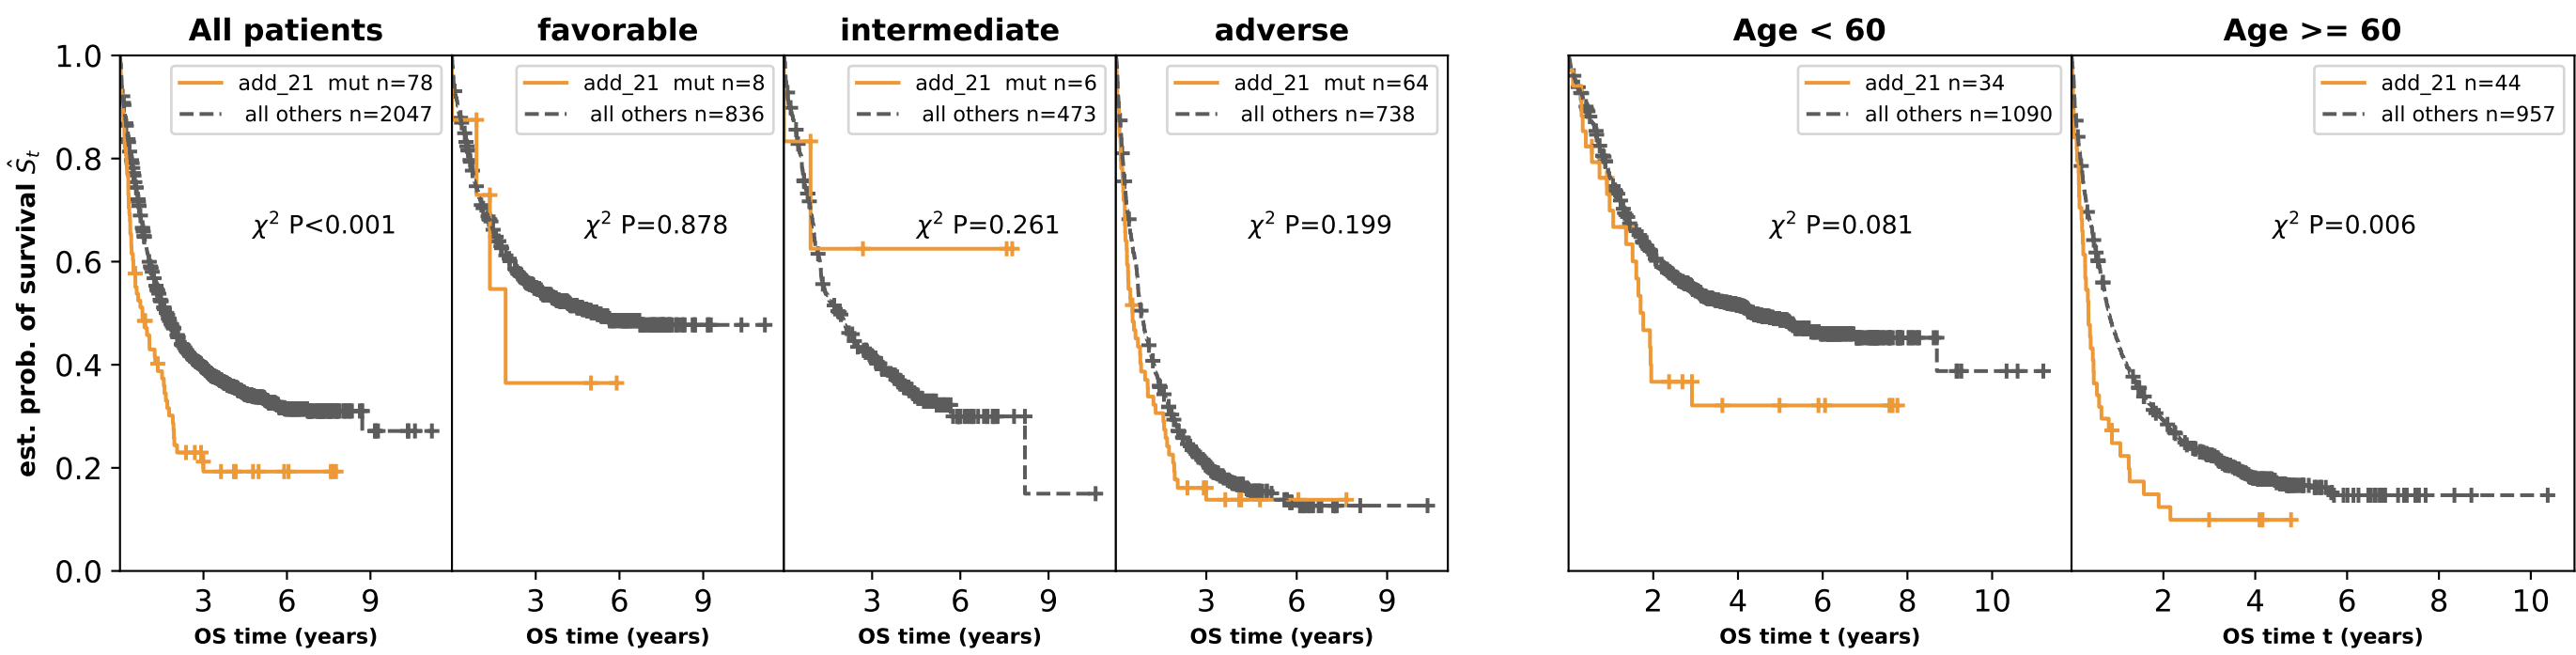 All patients
favorable
intermediate
adverse
Age < 60
Age >= 60
est. prob. of survival Ŝₜ
1.0
0.8
0.6
0.4
0.2
0.0
add_21 mut n=78
all others n=2047
χ² P<0.001
3 6 9
OS time (years)
add_21 mut n=8
all others n=836
χ² P=0.878
3 6 9
OS time (years)
add_21 mut n=6
all others n=473
χ² P=0.261
3 6 9
OS time (years)
add_21 mut n=64
all others n=738
χ² P=0.199
3 6 9
OS time (years)
add_21 n=34
all others n=1090
χ² P=0.081
2 4 6 8 10
OS time t (years)
add_21 n=44
all others n=957
χ² P=0.006
2 4 6 8 10
OS time t (years)